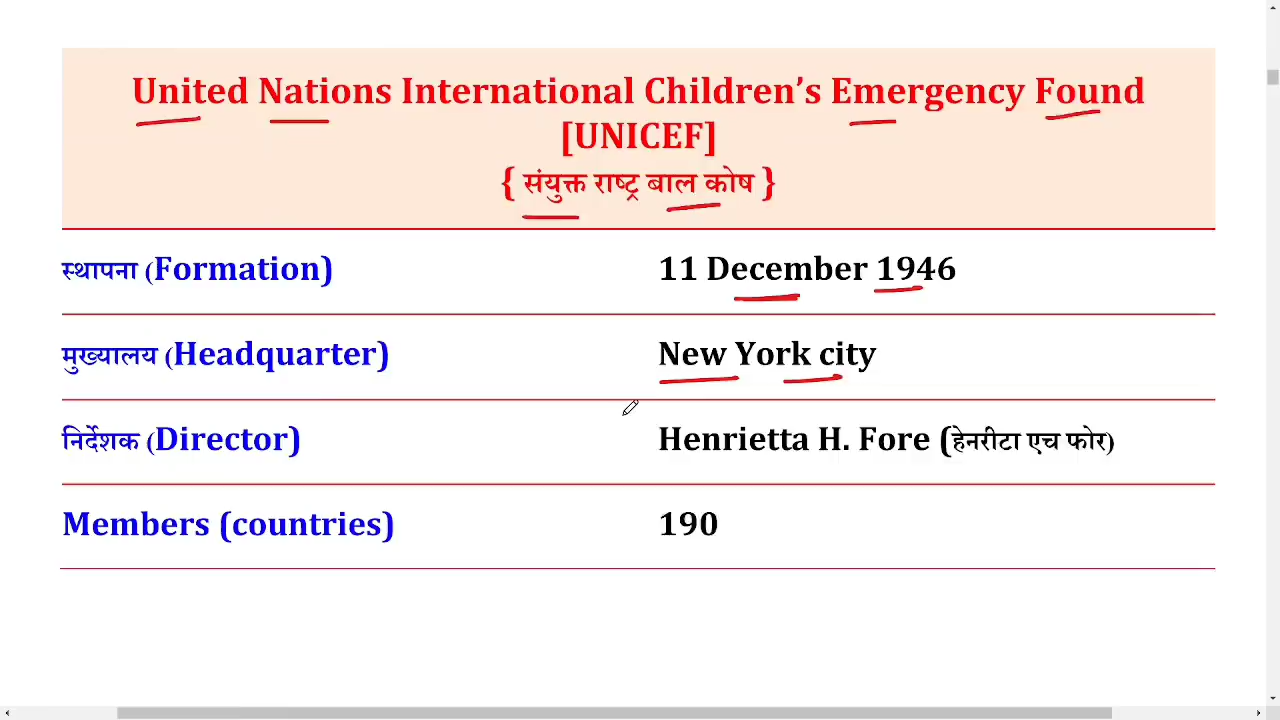 United Nations International Children’s Emergency Found
[UNICEF]
{ संयुक्त राष्ट्र बाल कोष }
स्थापना (Formation) 11 December 1946
मुख्यालय (Headquarter) New York city
निर्देशक (Director) Henrietta H. Fore (हेनरीटा एच फोर)
Members (countries) 190